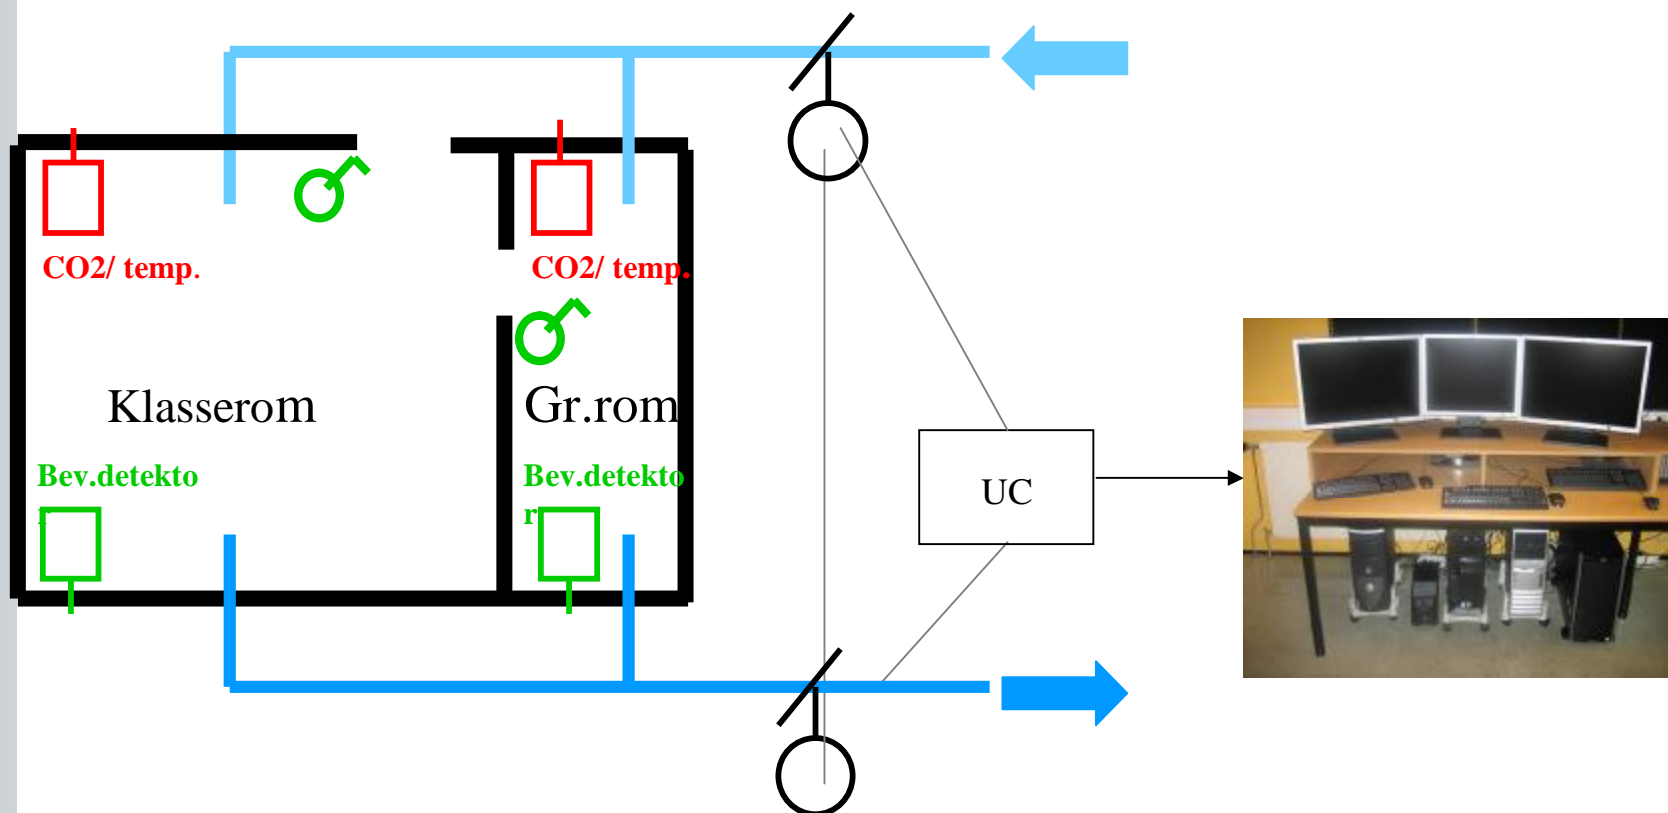 CO2/ temp.
CO2/ temp.
Klasserom
Gr.rom
Bev.detekto
r
Bev.detekto
r
UC